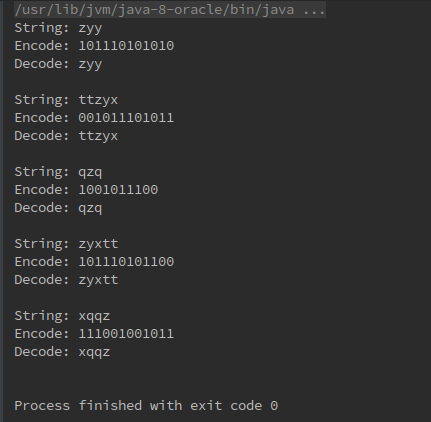 /usr/lib/jvm/java-8-oracle/bin/java ...
String: zyy
Encode: 101110101010
Decode: zyy
String: ttzyx
Encode: 001011101011
Decode: ttzyx
String: qzq
Encode: 1001011100
Decode: qzq
String: zyxtt
Encode: 101110101100
Decode: zyxtt
String: xqqz
Encode: 111001001011
Decode: xqqz
Process finished with exit code 0